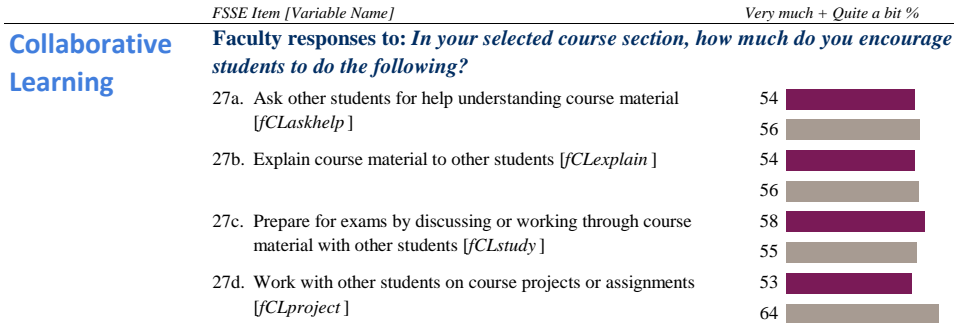 FSSE Item [Variable Name] Very much + Quite a bit %
Collaborative
Learning
Faculty responses to: In your selected course section, how much do you encourage
students to do the following?
27a. Ask other students for help understanding course material
[fCLaskhelp ]
54
56
27b. Explain course material to other students [fCLexplain ]
54
56
27c. Prepare for exams by discussing or working through course
material with other students [fCLstudy ]
58
55
27d. Work with other students on course projects or assignments
[fCLproject ]
53
64